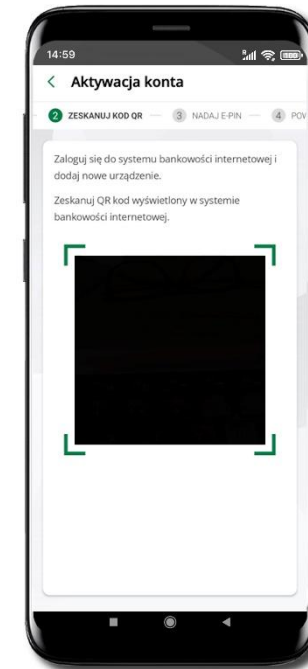 14:59
Aktywacja konta
2 ZESKANUJ KOD QR 3 NADAJ E-PIN 4 POW
Zaloguj się do systemu bankowości internetowej i
dodaj nowe urządzenie.
Zeskanuj QR kod wyświetlony w systemie
bankowości internetowej.